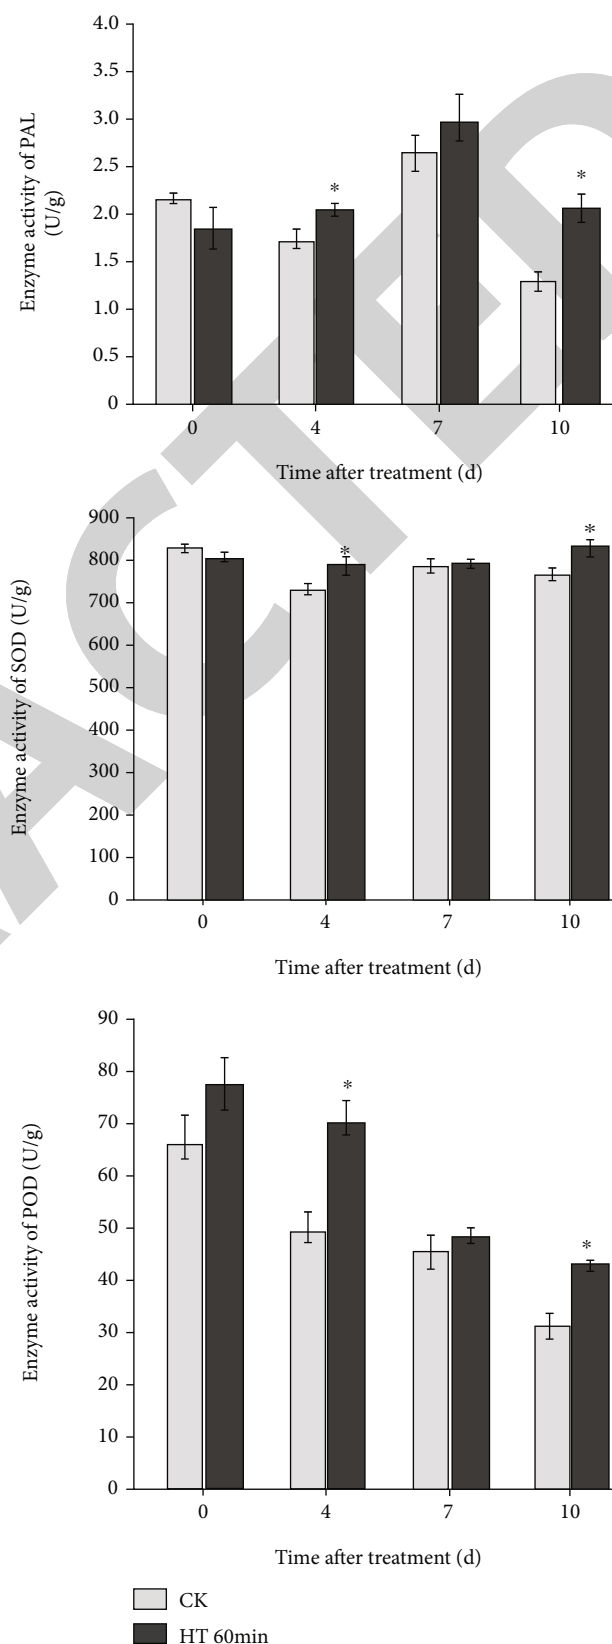 4.0
3.5
3.0
2.5
2.0
1.5
1.0
0.5
0
Enzyme activity of PAL
(U/g)
*
*
0 4 7 10
Time after treatment (d)
900
800
700
600
500
400
300
200
100
0
Enzyme activity of SOD (U/g)
*
*
0 4 7 10
Time after treatment (d)
90
80
70
60
50
40
30
20
10
0
Enzyme activity of POD (U/g)
*
*
0 4 7 10
Time after treatment (d)
CK
HT 60min
ACTED